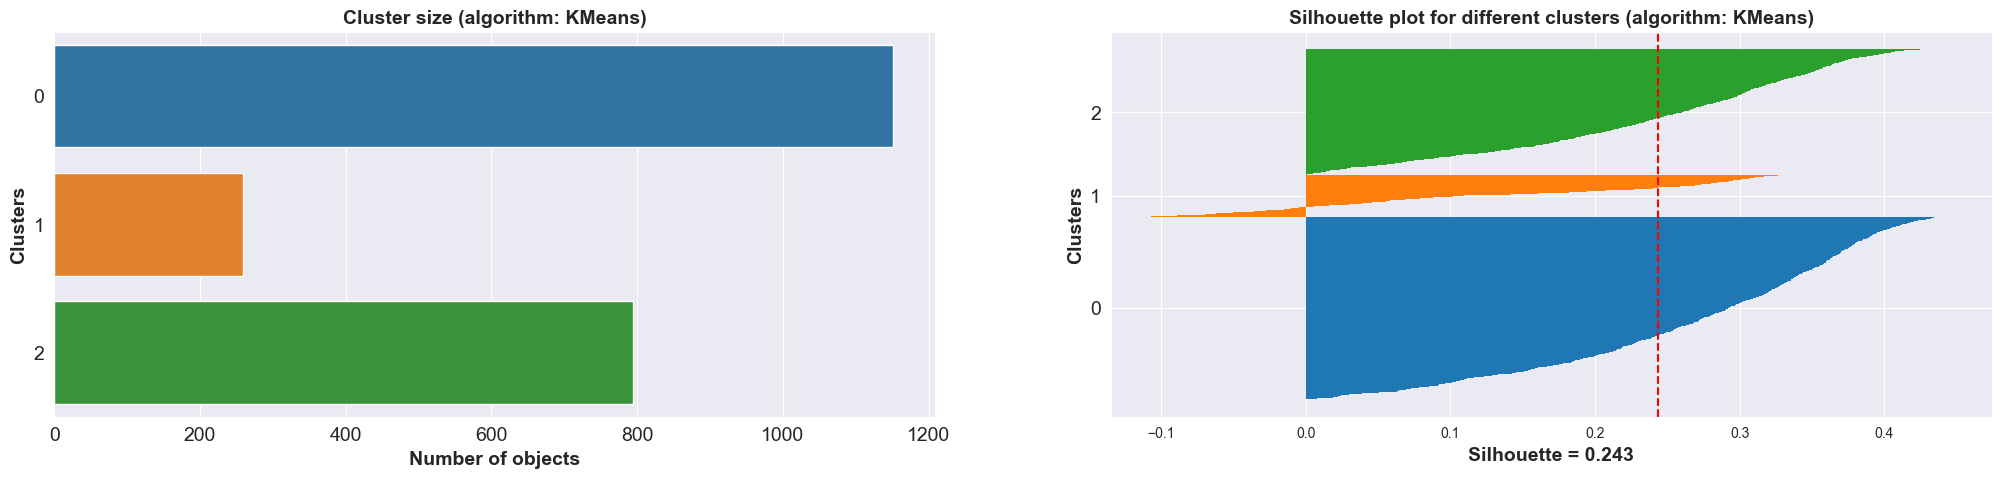 Cluster size (algorithm: KMeans)
Clusters
0
1
2
0 200 400 600 800 1000 1200
Number of objects
Silhouette plot for different clusters (algorithm: KMeans)
Clusters
2
1
0
−0.1 0.0 0.1 0.2 0.3 0.4
Silhouette = 0.243